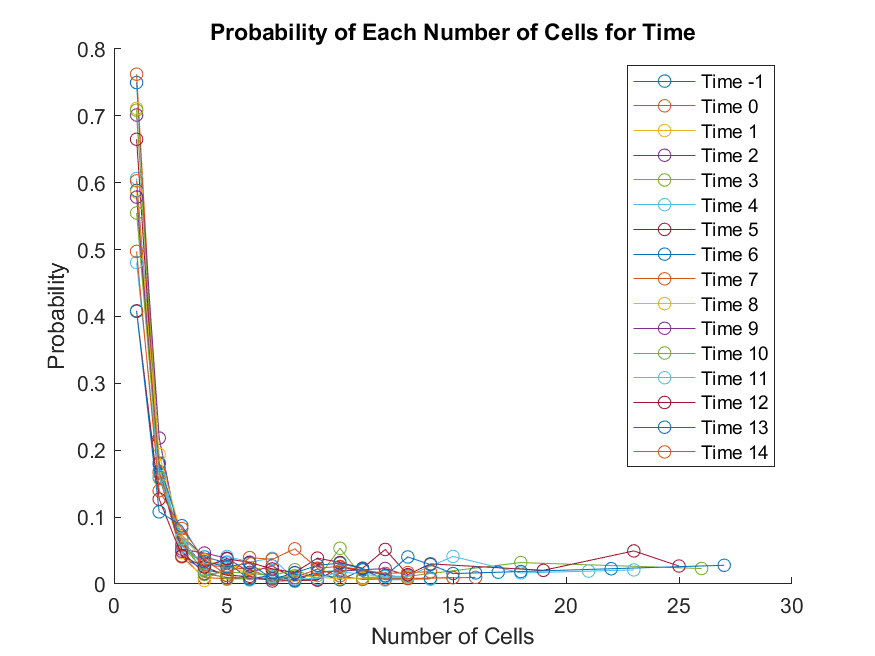 Probability of Each Number of Cells for Time
0.8
0.7
0.6
0.5
0.4
0.3
0.2
0.1
0
Probability
0 5 10 15 20 25 30
Number of Cells
Time -1
Time 0
Time 1
Time 2
Time 3
Time 4
Time 5
Time 6
Time 7
Time 8
Time 9
Time 10
Time 11
Time 12
Time 13
Time 14